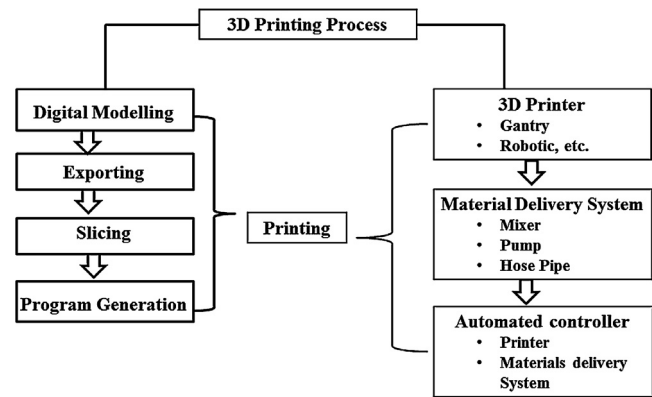 3D Printing Process
Digital Modelling
Exporting
Slicing
Program Generation
Printing
3D Printer
• Gantry
• Robotic, etc.
Material Delivery System
• Mixer
• Pump
• Hose Pipe
Automated controller
• Printer
• Materials delivery
System